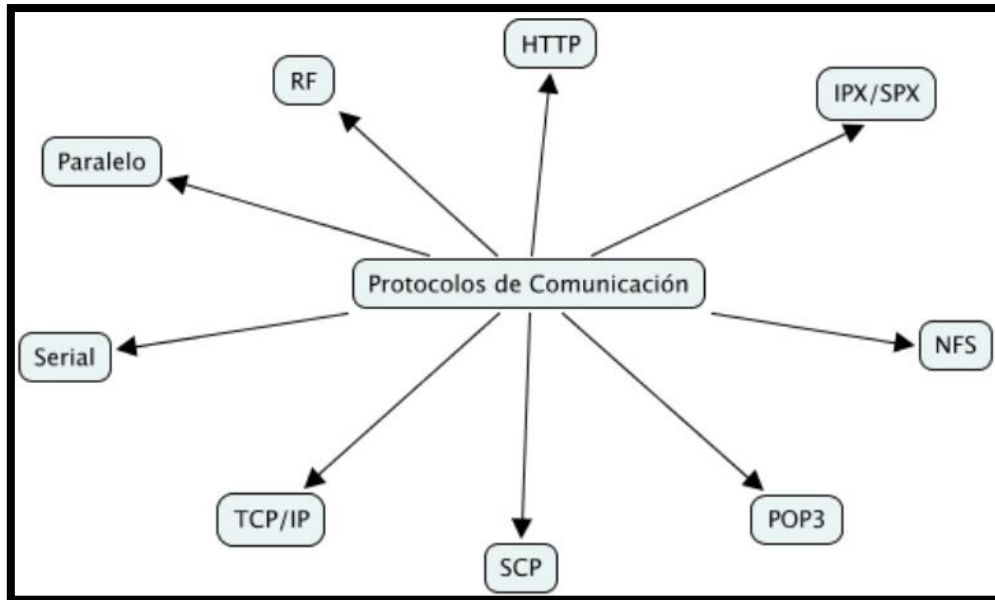 HTTP
RF
IPX/SPX
Paralelo
Protocolos de Comunicación
Serial
NFS
TCP/IP
POP3
SCP